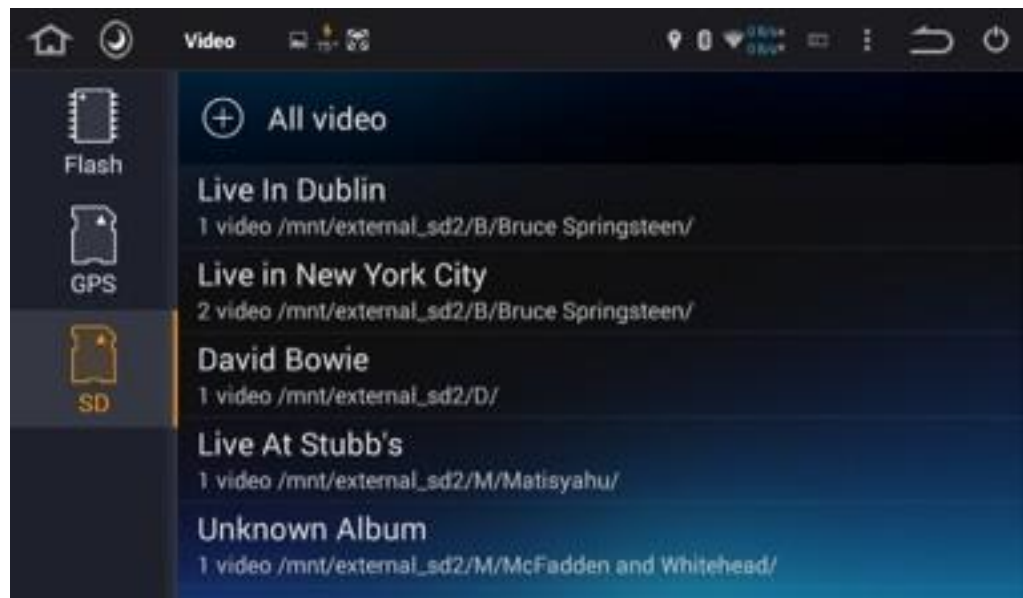 Video
Flash
GPS
SD
All video
Live In Dublin
1 video /mnt/external_sd2/B/Bruce Springsteen/
Live in New York City
2 video /mnt/external_sd2/B/Bruce Springsteen/
David Bowie
1 video /mnt/external_sd2/D/
Live At Stubb's
1 video /mnt/external_sd2/M/Matisyahu/
Unknown Album
1 video /mnt/external_sd2/M/McFadden and Whitehead/